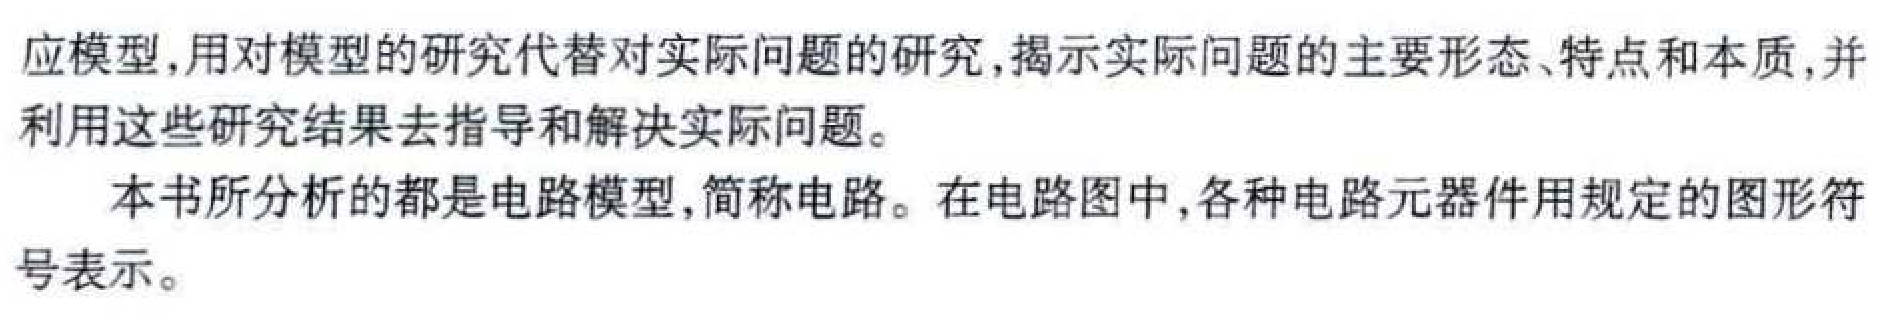 应模型,用对模型的研究代替对实际问题的研究,揭示实际问题的主要形态、特点和本质,并
利用这些研究结果去指导和解决实际问题。
本书所分析的都是电路模型,简称电路。在电路图中,各种电路元器件用规定的图形符
号表示。